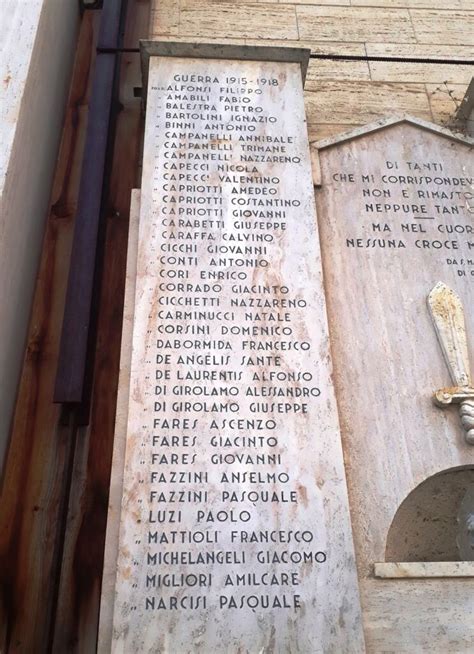 GUERRA 1915-1918
SOLD. ALFONSI FILIPPO
" AMABILI FABIO
" BALESTRA PIETRO
" BARTOLINI IGNAZIO
" BINNI ANTONIO
" CAMPANELLI ANNIBALE
" CAMPANELLI TRIMANE
" CAMPANELLI NAZZARENO
" CAPECCI NICOLA
" CAPECCI VALENTINO
" CAPRIOTTI AMEDEO
" CAPRIOTTI COSTANTINO
" CAPRIOTTI GIOVANNI
" CARABETTI GIUSEPPE
" CARAFFA CALVINO
" CICCHI GIOVANNI
" CONTI ANTONIO
" CORI ENRICO
" CORRADO GIACINTO
" CICCHETTI NAZZARENO
" CARMINUCCI NATALE
" CORSINI DOMENICO
" DABORMIDA FRANCESCO
" DE ANGELIS SANTE
" DE LAURENTIS ALFONSO
" DI GIROLAMO ALESSANDRO
" DI GIROLAMO GIUSEPPE
" FARES ASCENZO
" FARES GIACINTO
" FARES GIOVANNI
" FAZZINI ANSELMO
" FAZZINI PASQUALE
" LUZI PAOLO
" MATTIOLI FRANCESCO
" MICHELANGELI GIACOMO
" MIGLIORI AMILCARE
" NARCISI PASQUALE
DI TANTI
CHE MI CORRISPONDEV
NON È RIMAST
NEPPURE TANT
MA NEL CUOR
NESSUNA CROCE M